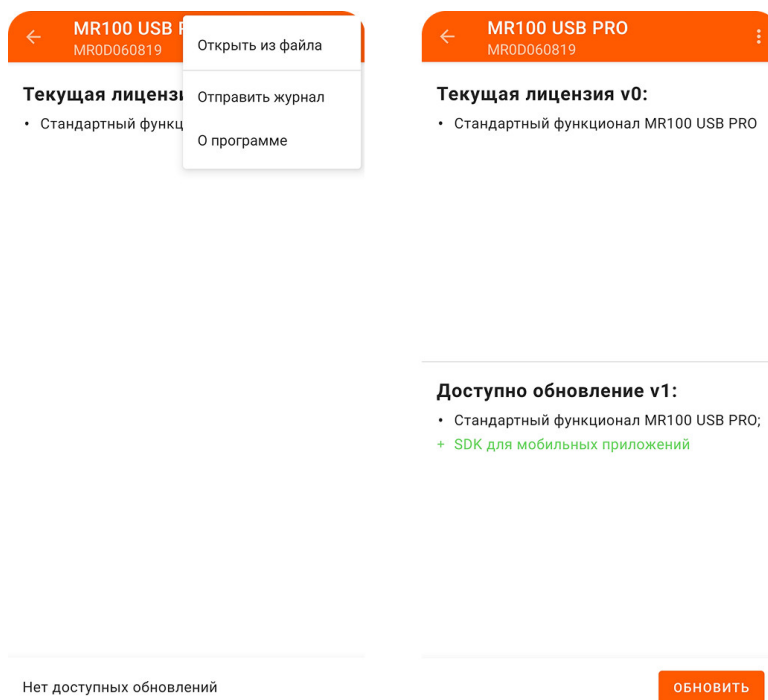 MR100 USB
MR0D060819
Открыть из файла
Отправить журнал
О программе
Текущая
• Стандартный
Нет доступных обновлений
MR100 USB PRO
MR0D060819
Текущая лицензия v0:
• Стандартный функционал MR100 USB PRO
Доступно обновление v1:
• Стандартный функционал MR100 USB PRO;
+ SDK для мобильных приложений
ОБНОВИТЬ